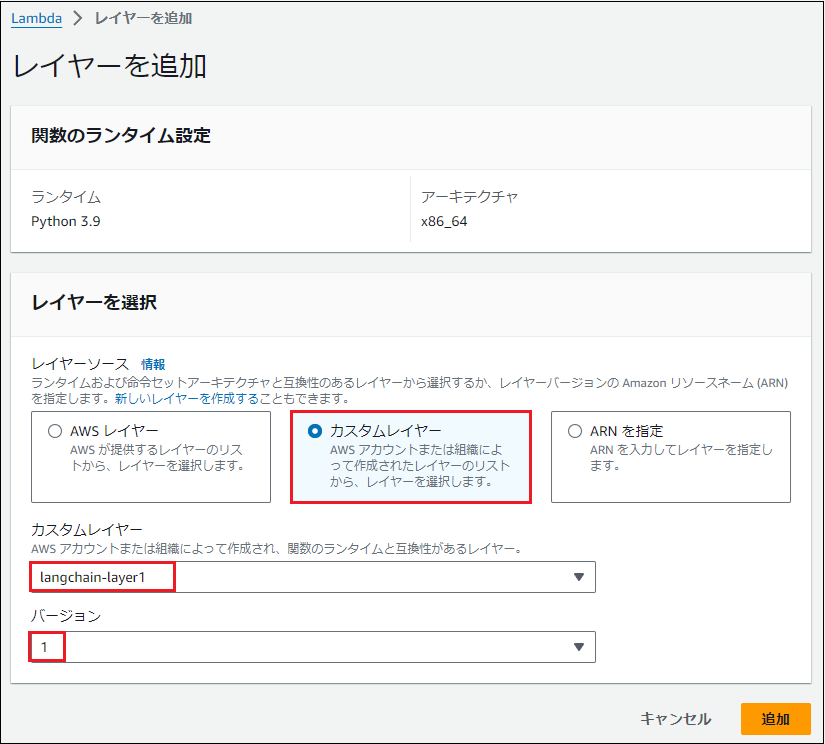 Lambda > レイヤーを追加
レイヤーを追加
関数のランタイム設定
ランタイム
Python 3.9
アーキテクチャ
x86_64
レイヤーを選択
レイヤーソース 情報
ランタイムおよび命令セットアーキテクチャと互換性のあるレイヤーから選択するか、レイヤーバージョンの Amazon リソースネーム (ARN)
を指定します。新しいレイヤーを作成することもできます。
AWS レイヤー
AWS が提供するレイヤーのリス
トから、レイヤーを選択します。
カスタムレイヤー
AWS アカウントまたは組織によ
って作成されたレイヤーのリスト
から、レイヤーを選択します。
ARN を指定
ARN を入力してレイヤーを指定し
ます。
カスタムレイヤー
AWS アカウントまたは組織によって作成され、関数のランタイムと互換性があるレイヤー。
langchain-layer1
バージョン
1
キャンセル
追加